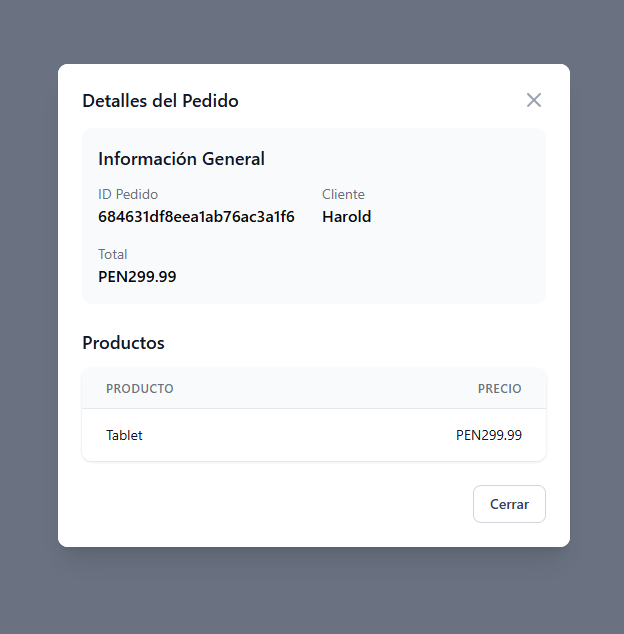 Detalles del Pedido
Información General
ID Pedido
Cliente
684631df8eea1ab76ac3a1f6
Harold
Total
PEN299.99
Productos
PRODUCTO
PRECIO
Tablet
PEN299.99
Cerrar